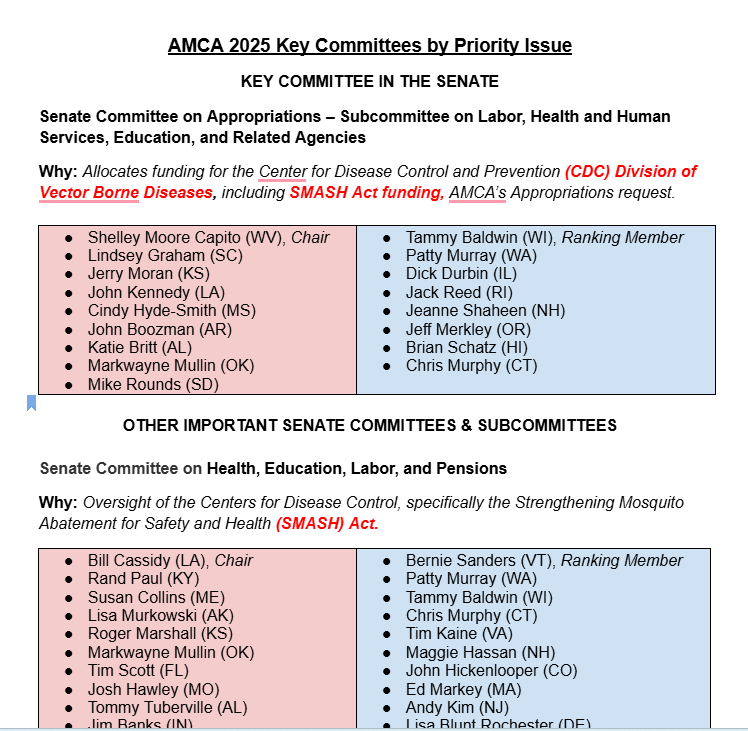 AMCA 2025 Key Committees by Priority Issue
KEY COMMITTEE IN THE SENATE
Senate Committee on Appropriations – Subcommittee on Labor, Health and Human
Services, Education, and Related Agencies
Why: Allocates funding for the Center for Disease Control and Prevention (CDC) Division of
Vector Borne Diseases, including SMASH Act funding, AMCA's Appropriations request.
● Shelley Moore Capito (WV), Chair
● Lindsey Graham (SC)
● Jerry Moran (KS)
● John Kennedy (LA)
● Cindy Hyde-Smith (MS)
● John Boozman (AR)
● Katie Britt (AL)
● Markwayne Mullin (OK)
● Mike Rounds (SD)
● Tammy Baldwin (WI), Ranking Member
● Patty Murray (WA)
● Dick Durbin (IL)
● Jack Reed (RI)
● Jeanne Shaheen (NH)
● Jeff Merkley (OR)
● Brian Schatz (HI)
● Chris Murphy (CT)
OTHER IMPORTANT SENATE COMMITTEES & SUBCOMMITTEES
Senate Committee on Health, Education, Labor, and Pensions
Why: Oversight of the Centers for Disease Control, specifically the Strengthening Mosquito
Abatement for Safety and Health (SMASH) Act.
● Bill Cassidy (LA), Chair
● Rand Paul (KY)
● Susan Collins (ME)
● Lisa Murkowski (AK)
● Roger Marshall (KS)
● Markwayne Mullin (OK)
● Tim Scott (FL)
● Josh Hawley (MO)
● Tommy Tuberville (AL)
● Jim Banks (IN)
● Bernie Sanders (VT), Ranking Member
● Patty Murray (WA)
● Tammy Baldwin (WI)
● Chris Murphy (CT)
● Tim Kaine (VA)
● Maggie Hassan (NH)
● John Hickenlooper (CO)
● Ed Markey (MA)
● Andy Kim (NJ)
● Lisa Blunt Rochester (DE)